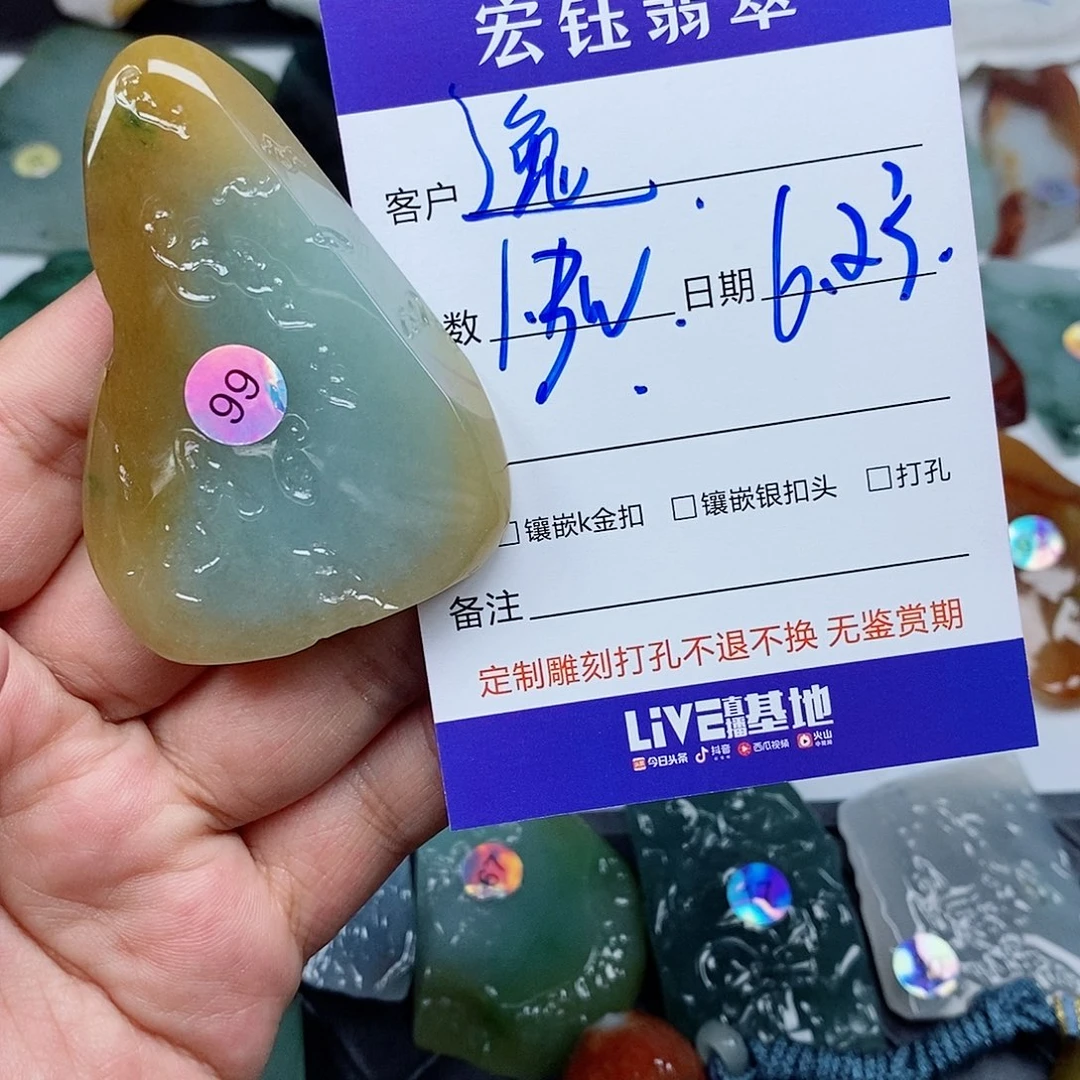 宏钰翡翠
客户 逸
数 日期 6.23.
99
□镶嵌k金扣 □镶嵌银扣头 □打孔
备注
定制雕刻打孔不退不换 无鉴赏期
LiVE直播基地
今日头条 抖音 西瓜视频 火山
67